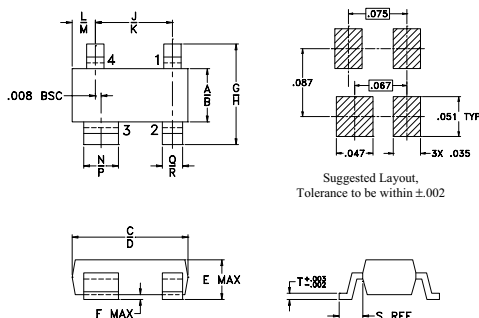 L/M
J/K
.075
4
1
.008 BSC
A/B
G/H
.087
.067
.051 TYP
3
2
N/P
Q/R
.047
3X .035
Suggested Layout,
Tolerance to be within ±.002
C/D
E MAX
F MAX
T +.003 -.002
S REF